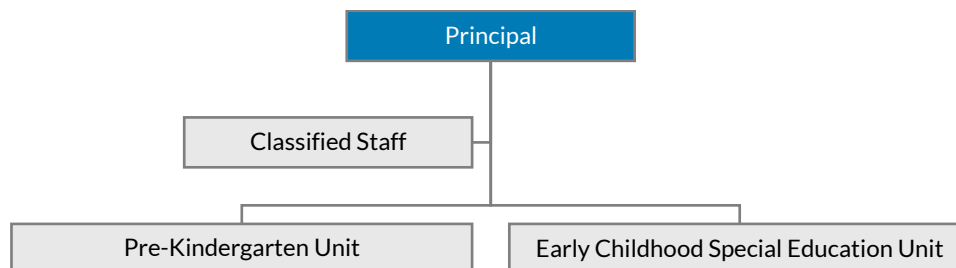 Principal
Classified Staff
Pre-Kindergarten Unit
Early Childhood Special Education Unit